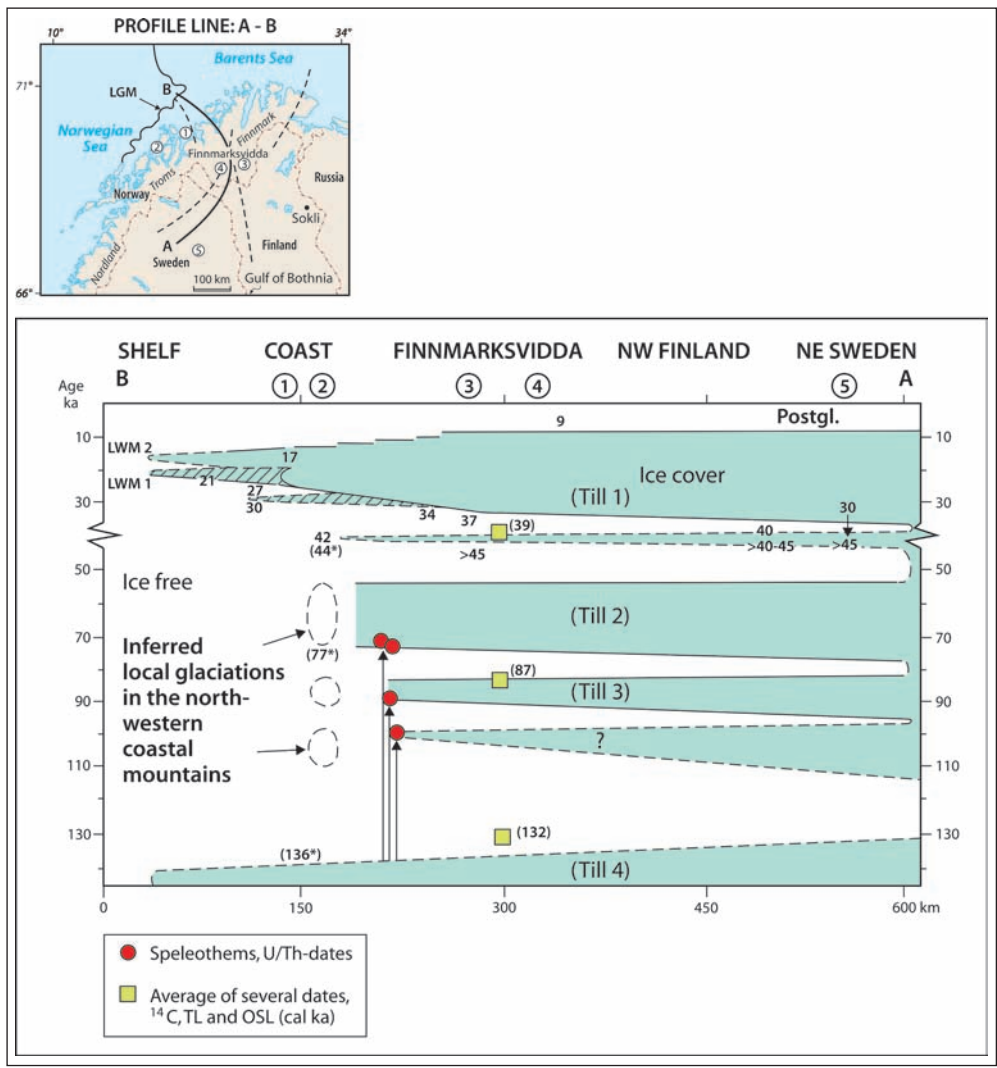 PROFILE LINE: A - B
10°
34°
Barents Sea
71°
B
LGM
Norwegian
Sea
1
2
Finnmark
Finnmarksvidda
4
3
Troms
Norway
Russia
Sokli
A
5
Sweden
Finland
Nordland
100 km
Gulf of Bothnia
66°
SHELF
COAST
FINNMARKSVIDDA
NW FINLAND
NE SWEDEN
B
1
2
3
4
5
A
Age
ka
9
Postgl.
10
10
LWM 2
17
Ice cover
LWM 1
21
(Till 1)
27
30
30
30
34
37
30
(39)
40
42
(44*)
>45
>40-45
>45
50
50
Ice free
(Till 2)
Inferred
local glaciations
in the north-
western
coastal
mountains
70
70
(77*)
(87)
(Till 3)
90
90
?
110
110
130
(132)
130
(136*)
(Till 4)
0
150
300
450
600 km
Speleothems, U/Th-dates
Average of several dates,
¹⁴C, TL and OSL (cal ka)